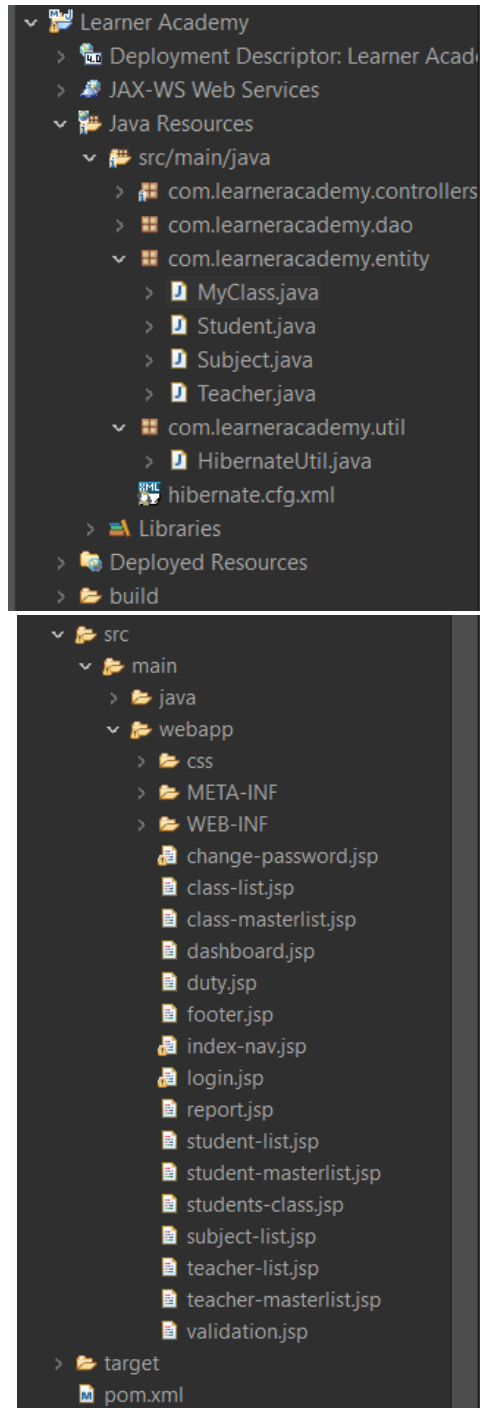 Learner Academy
Deployment Descriptor: Learner Acad
JAX-WS Web Services
Java Resources
src/main/java
com.learneracademy.controllers
com.learneracademy.dao
com.learneracademy.entity
MyClass.java
Student.java
Subject.java
Teacher.java
com.learneracademy.util
HibernateUtil.java
hibernate.cfg.xml
Libraries
Deployed Resources
build
src
main
java
webapp
css
META-INF
WEB-INF
change-password.jsp
class-list.jsp
class-masterlist.jsp
dashboard.jsp
duty.jsp
footer.jsp
index-nav.jsp
login.jsp
report.jsp
student-list.jsp
student-masterlist.jsp
students-class.jsp
subject-list.jsp
teacher-list.jsp
teacher-masterlist.jsp
validation.jsp
target
pom.xml